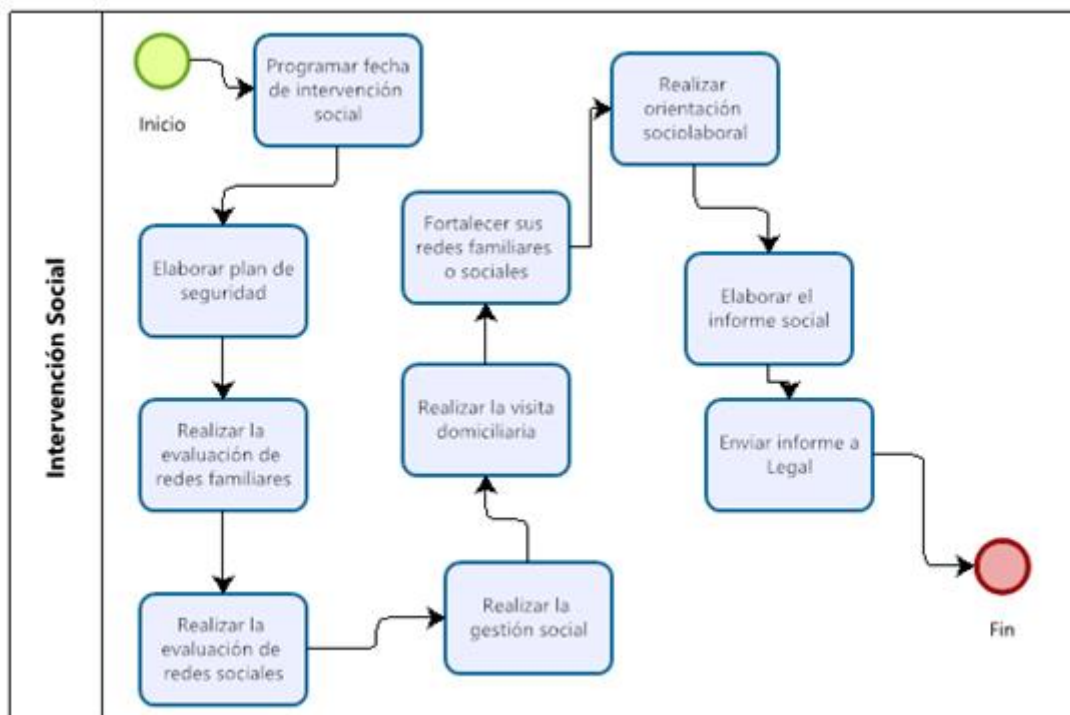 Intervención Social
Inicio
Programar fecha
de intervención
social
Elaborar plan de
seguridad
Realizar la
evaluación de
redes familiares
Realizar la
evaluación de
redes sociales
Realizar la
gestión social
Realizar la visita
domiciliaria
Fortalecer sus
redes familiares
o sociales
Realizar
orientación
sociolaboral
Elaborar el
informe social
Enviar informe a
Legal
Fin